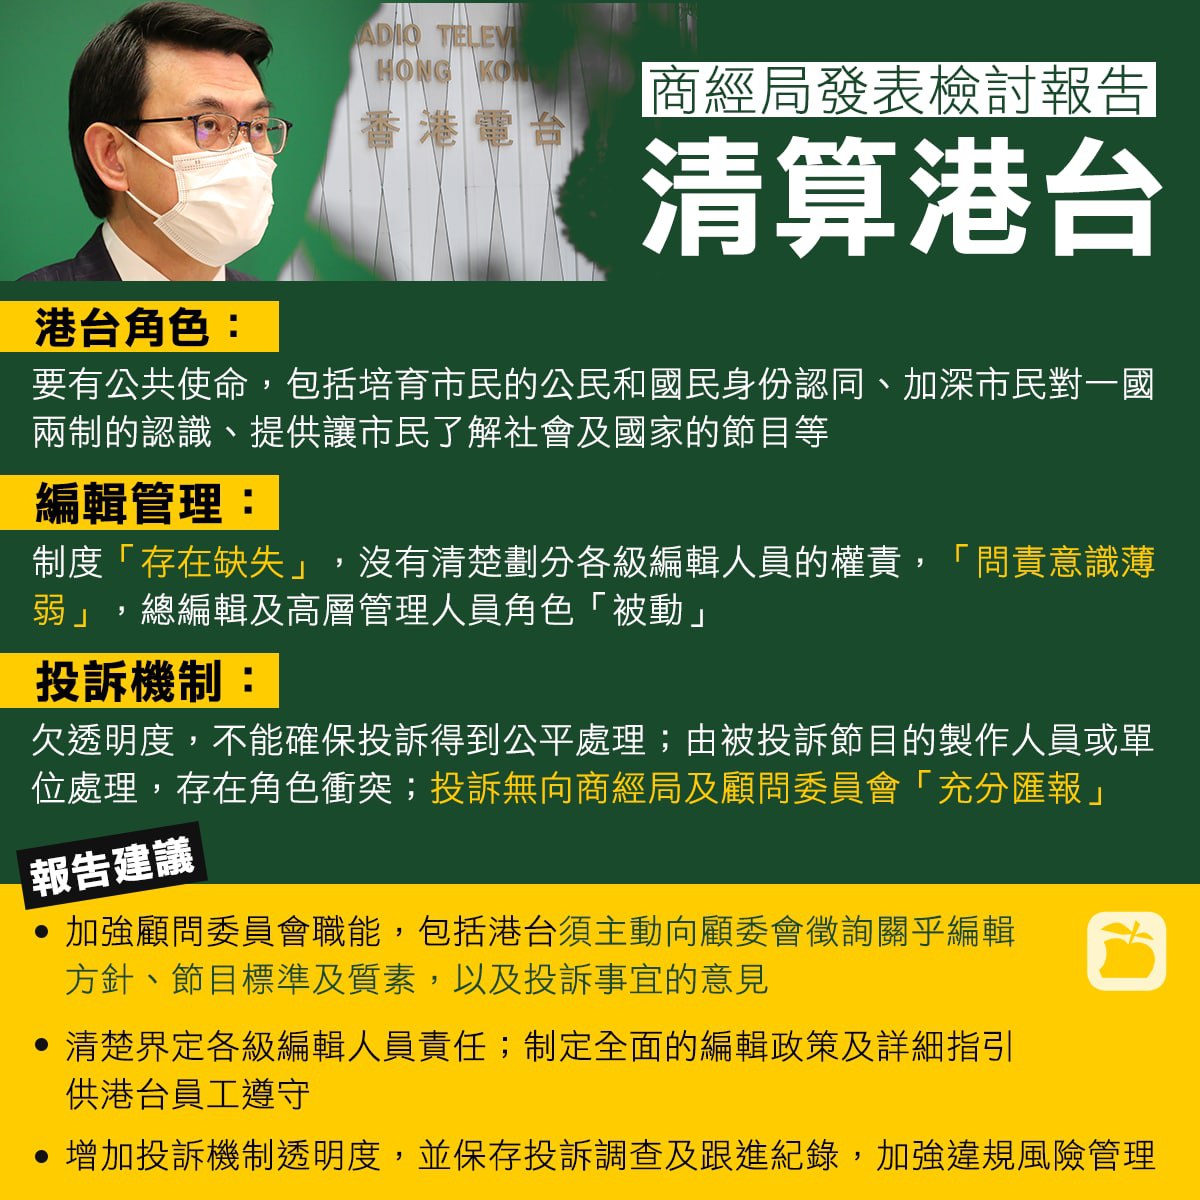 ADIO TELEV
HONG KON
香港電台
商經局發表檢討報告
清算港台
港台角色：
要有公共使命，包括培育市民的公民和國民身份認同、加深市民對一國
兩制的認識、提供讓市民了解社會及國家的節目等
編輯管理：
制度「存在缺失」，沒有清楚劃分各級編輯人員的權責，「問責意識薄
弱」，總編輯及高層管理人員角色「被動」
投訴機制：
欠透明度，不能確保投訴得到公平處理；由被投訴節目的製作人員或單
位處理，存在角色衝突；投訴無向商經局及顧問委員會「充分匯報」
報告建議
• 加強顧問委員會職能，包括港台須主動向顧委會徵詢關乎編輯
方針、節目標準及質素，以及投訴事宜的意見
• 清楚界定各級編輯人員責任；制定全面的編輯政策及詳細指引
供港台員工遵守
• 增加投訴機制透明度，並保存投訴調查及跟進紀錄，加強違規風險管理